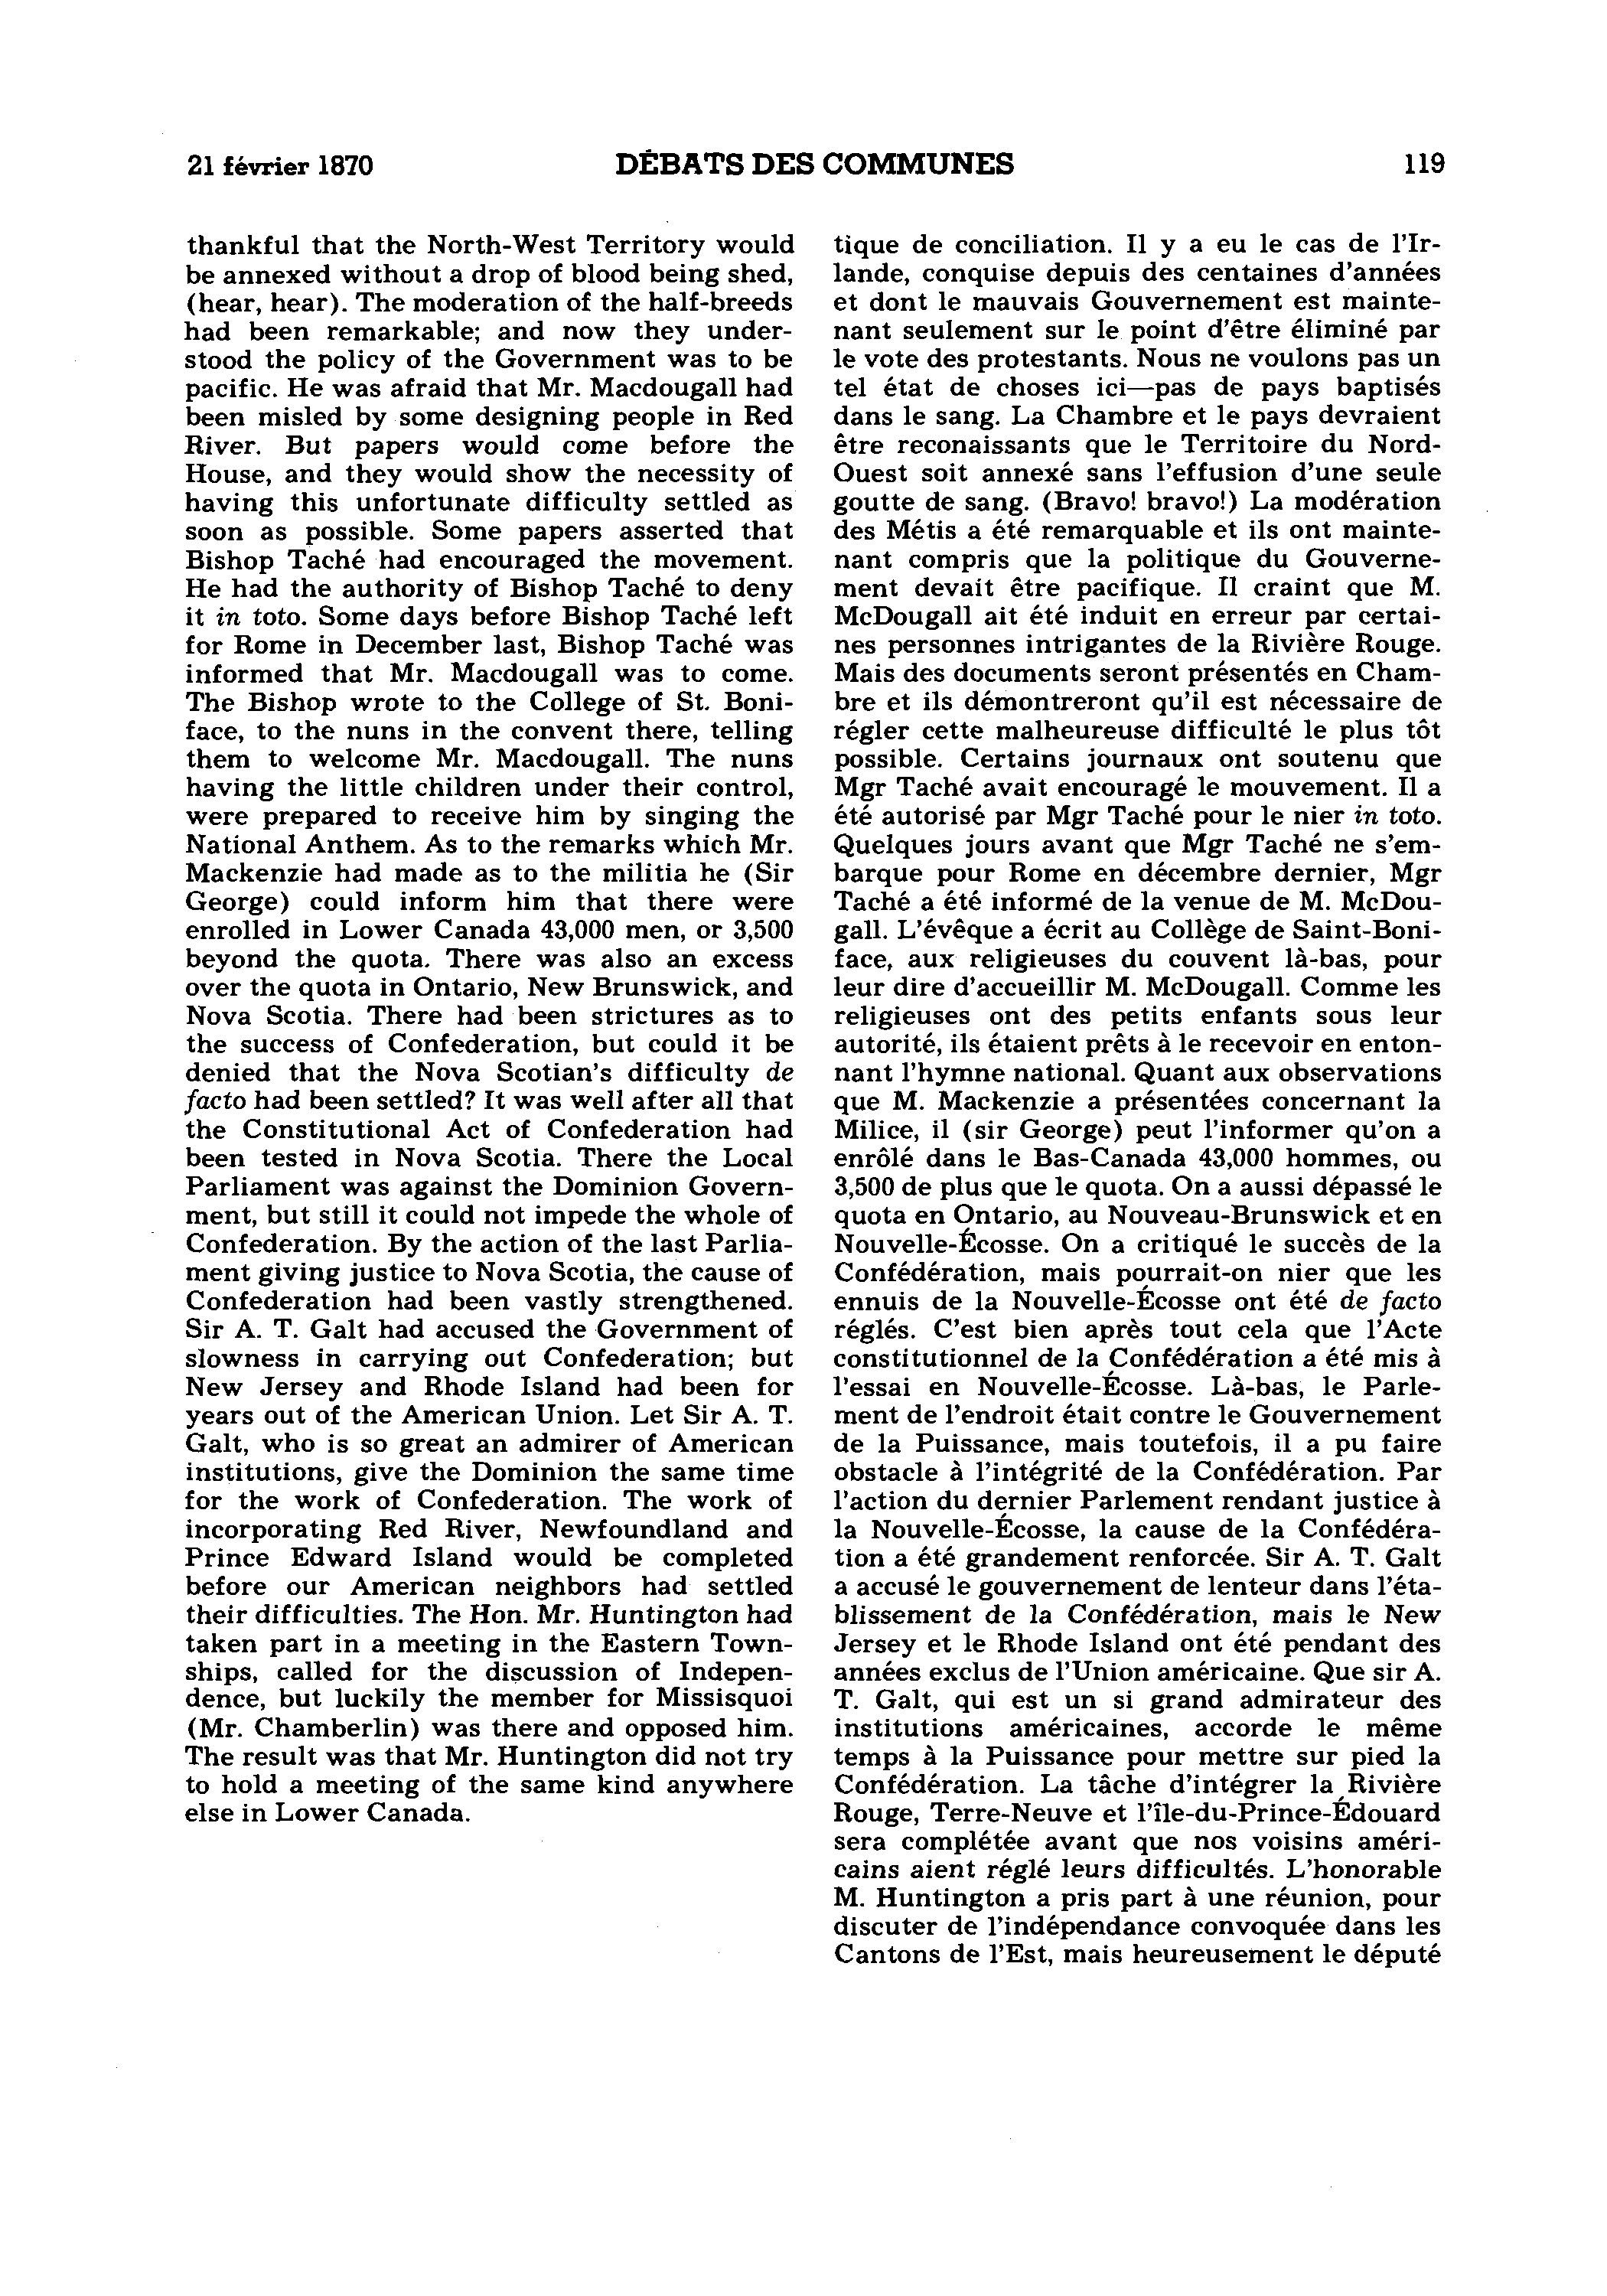 21 février 1870
DÉBATS DES COMMUNES
119
thankful that the North-West Territory would
be annexed without a drop of blood being shed,
(hear, hear). The moderation of the half-breeds
had been remarkable; and now they under-
stood the policy of the Government was to be
pacific. He was afraid that Mr. Macdougall had
been misled by some designing people in Red
River. But papers would come before the
House, and they would show the necessity of
having this unfortunate difficulty settled as
soon as possible. Some papers asserted that
Bishop Taché had encouraged the movement.
He had the authority of Bishop Taché to deny
it in toto. Some days before Bishop Taché left
for Rome in December last, Bishop Taché was
informed that Mr. Macdougall was to come.
The Bishop wrote to the College of St. Boni-
face, to the nuns in the convent there, telling
them to welcome Mr. Macdougall. The nuns
having the little children under their control,
were prepared to receive him by singing the
National Anthem. As to the remarks which Mr.
Mackenzie had made as to the militia he (Sir
George) could inform him that there were
enrolled in Lower Canada 43,000 men, or 3,500
beyond the quota. There was also an excess
over the quota in Ontario, New Brunswick, and
Nova Scotia. There had been strictures as to
the success of Confederation, but could it be
denied that the Nova Scotian's difficulty de
facto had been settled? It was well after all that
the Constitutional Act of Confederation had
been tested in Nova Scotia. There the Local
Parliament was against the Dominion Govern-
ment, but still it could not impede the whole of
Confederation. By the action of the last Parlia-
ment giving justice to Nova Scotia, the cause of
Confederation had been vastly strengthened.
Sir A. T. Galt had accused the Government of
slowness in carrying out Confederation; but
New Jersey and Rhode Island had been for
years out of the American Union. Let Sir A. T.
Galt, who is so great an admirer of American
institutions, give the Dominion the same time
for the work of Confederation. The work of
incorporating Red River, Newfoundland and
Prince Edward Island would be completed
before our American neighbors had settled
their difficulties. The Hon. Mr. Huntington had
taken part in a meeting in the Eastern Town-
ships, called for the discussion of Indepen-
dence, but luckily the member for Missisquoi
(Mr. Chamberlin) was there and opposed him.
The result was that Mr. Huntington did not try
to hold a meeting of the same kind anywhere
else in Lower Canada.
tique de conciliation. Il y a eu le cas de l'Ir-
lande, conquise depuis des centaines d'années
et dont le mauvais Gouvernement est mainte-
nant seulement sur le point d'être éliminé par
le vote des protestants. Nous ne voulons pas un
tel état de choses ici—pas de pays baptisés
dans le sang. La Chambre et le pays devraient
être reconaissants que le Territoire du Nord-
Ouest soit annexé sans l'effusion d'une seule
goutte de sang. (Bravo! bravo!) La modération
des Métis a été remarquable et ils ont mainte-
nant compris que la politique du Gouverne-
ment devait être pacifique. Il craint que M.
McDougall ait été induit en erreur par certai-
nes personnes intrigantes de la Rivière Rouge.
Mais des documents seront présentés en Cham-
bre et ils démontreront qu'il est nécessaire de
régler cette malheureuse difficulté le plus tôt
possible. Certains journaux ont soutenu que
Mgr Taché avait encouragé le mouvement. Il a
été autorisé par Mgr Taché pour le nier in toto.
Quelques jours avant que Mgr Taché ne s'em-
barque pour Rome en décembre dernier, Mgr
Taché a été informé de la venue de M. McDou-
gall. L'évêque a écrit au Collège de Saint-Boni-
face, aux religieuses du couvent là-bas, pour
leur dire d'accueillir M. McDougall. Comme les
religieuses ont des petits enfants sous leur
autorité, ils étaient prêts à le recevoir en enton-
nant l'hymne national. Quant aux observations
que M. Mackenzie a présentées concernant la
Milice, il (sir George) peut l'informer qu'on a
enrôlé dans le Bas-Canada 43,000 hommes, ou
3,500 de plus que le quota. On a aussi dépassé le
quota en Ontario, au Nouveau-Brunswick et en
Nouvelle-Écosse. On a critiqué le succès de la
Confédération, mais pourrait-on nier que les
ennuis de la Nouvelle-Écosse ont été de facto
réglés. C'est bien après tout cela que l'Acte
constitutionnel de la Confédération a été mis à
l'essai en Nouvelle-Écosse. Là-bas, le Parle-
ment de l'endroit était contre le Gouvernement
de la Puissance, mais toutefois, il a pu faire
obstacle à l'intégrité de la Confédération. Par
l'action du dernier Parlement rendant justice à
la Nouvelle-Écosse, la cause de la Confédéra-
tion a été grandement renforcée. Sir A. T. Galt
a accusé le gouvernement de lenteur dans l'éta-
blissement de la Confédération, mais le New
Jersey et le Rhode Island ont été pendant des
années exclus de l'Union américaine. Que sir A.
T. Galt, qui est un si grand admirateur des
institutions américaines, accorde le même
temps à la Puissance pour mettre sur pied la
Confédération. La tâche d'intégrer la Rivière
Rouge, Terre-Neuve et l'île-du-Prince-Édouard
sera complétée avant que nos voisins améri-
cains aient réglé leurs difficultés. L'honorable
M. Huntington a pris part à une réunion, pour
discuter de l'indépendance convoquée dans les
Cantons de l'Est, mais heureusement le député